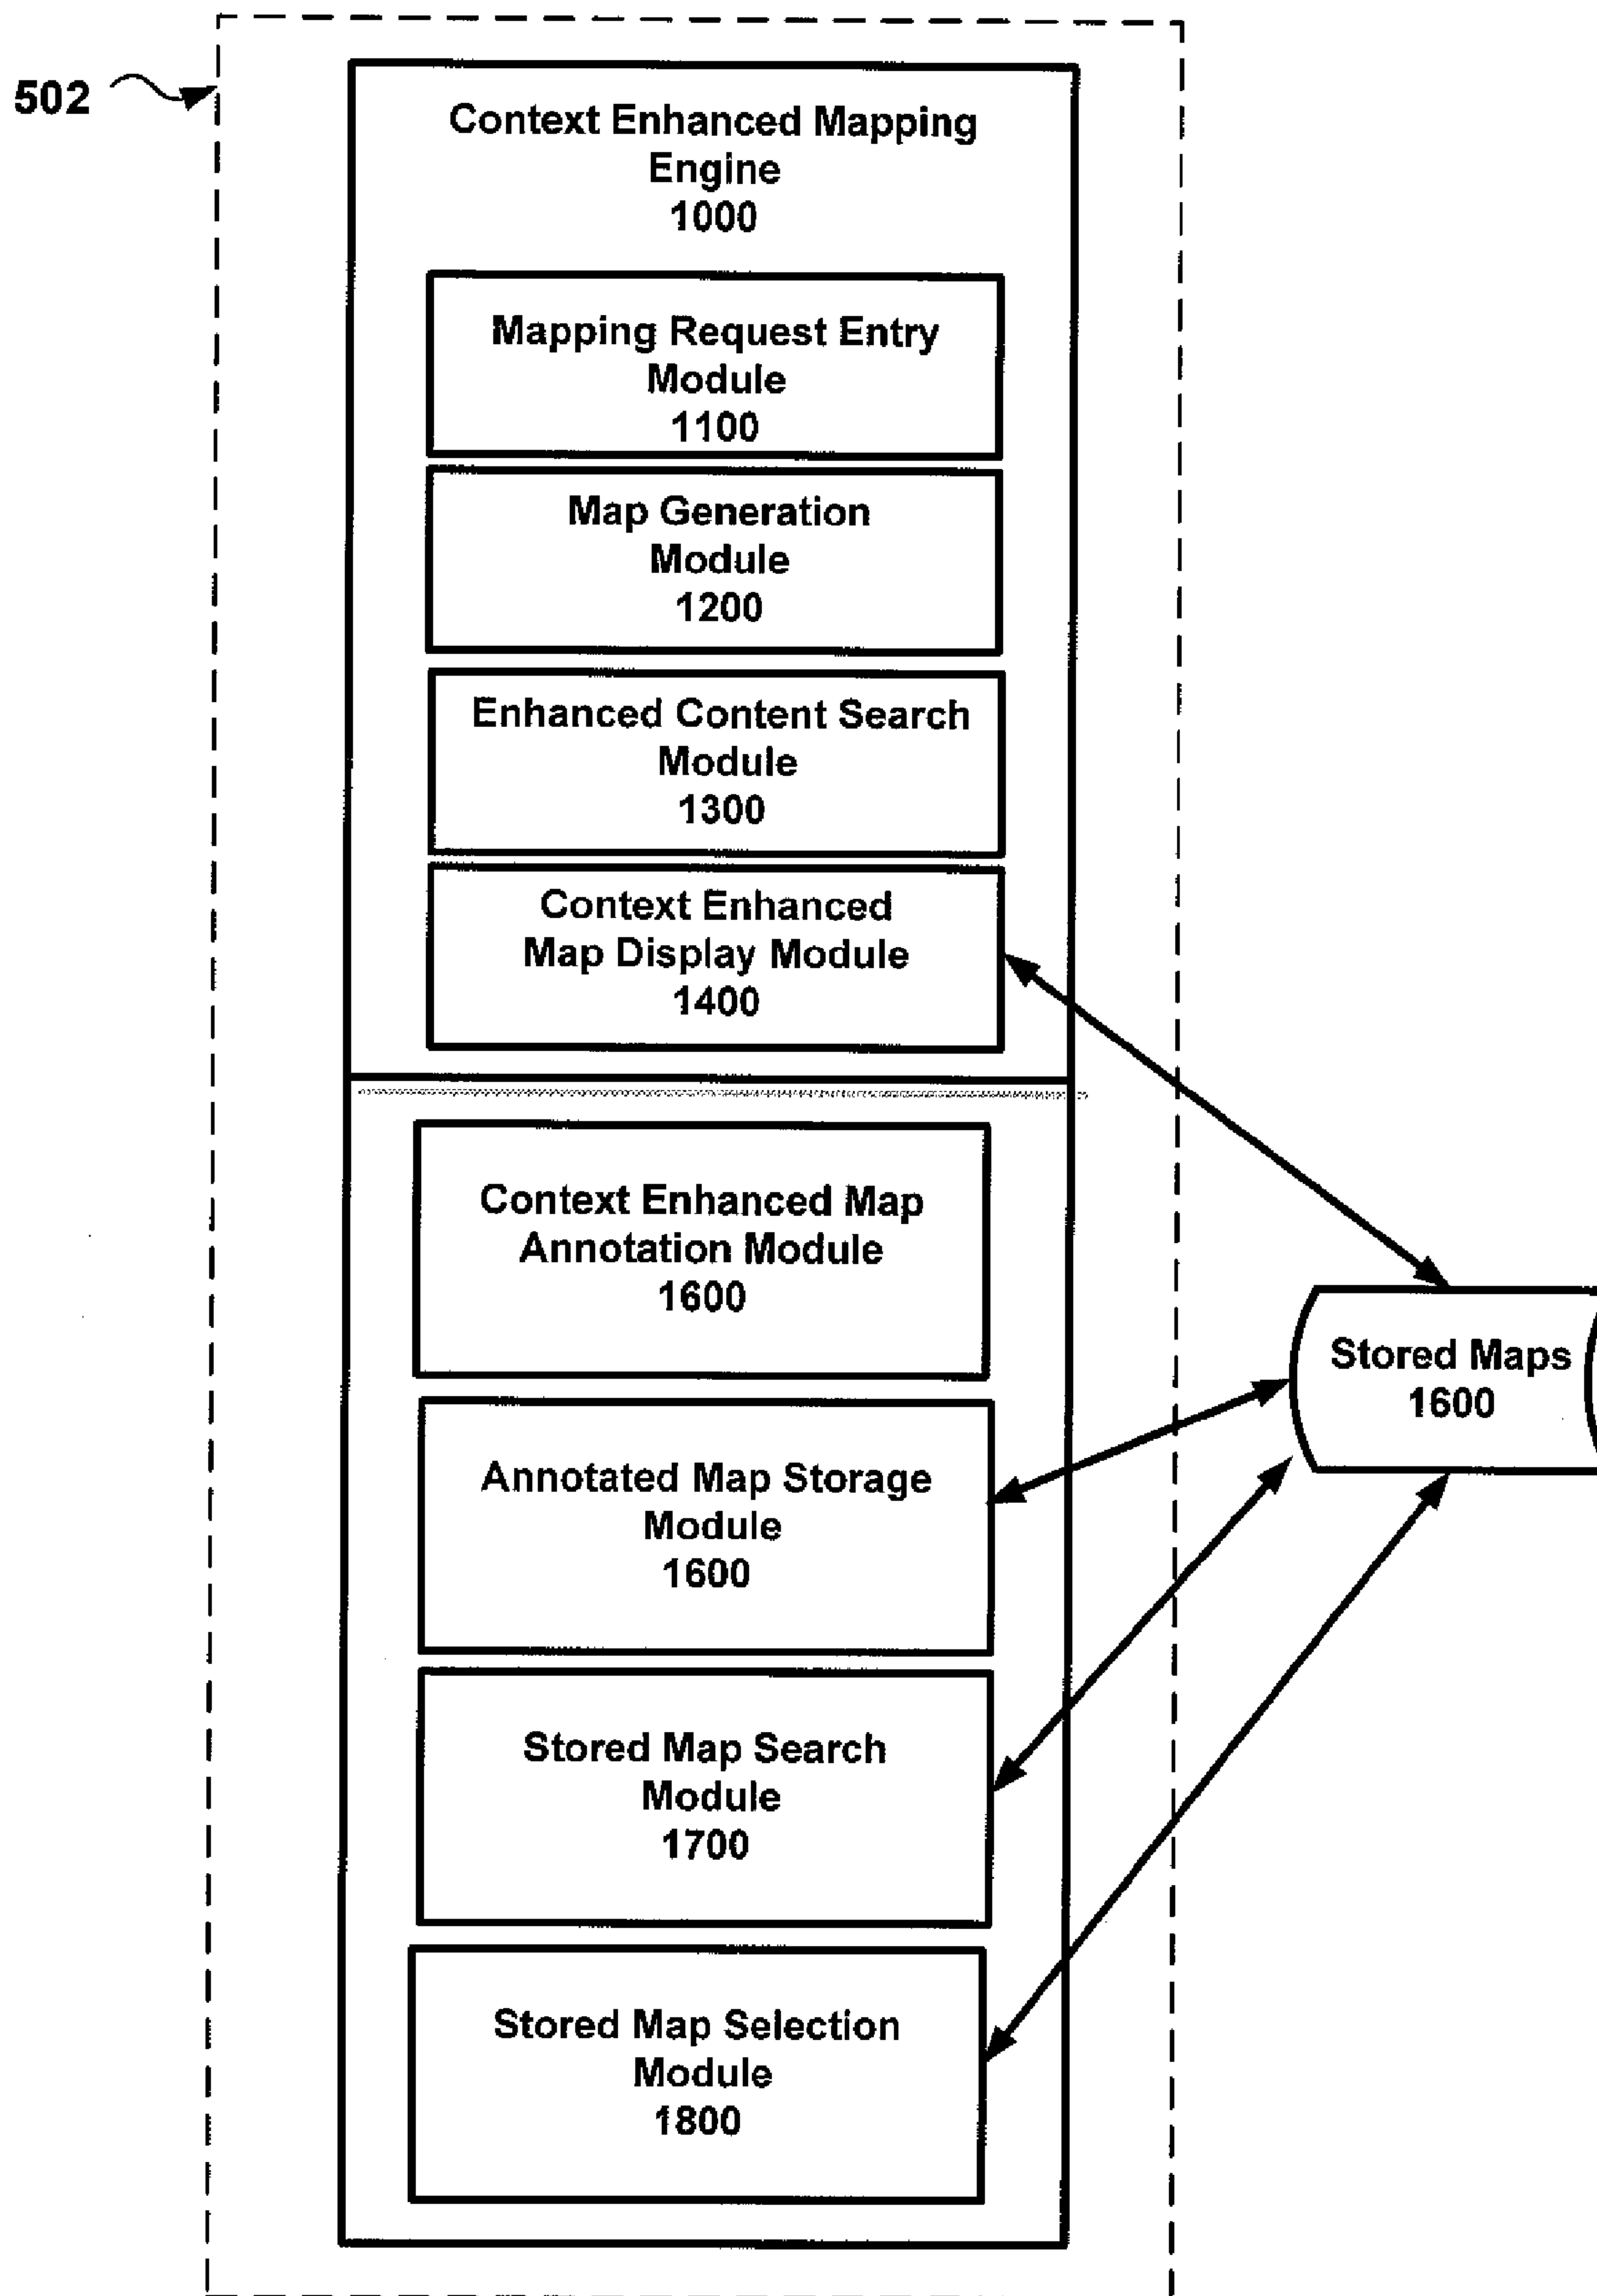 502
Context Enhanced Mapping
Engine
1000
Mapping Request Entry
Module
1100
Map Generation
Module
1200
Enhanced Content Search
Module
1300
Context Enhanced
Map Display Module
1400
Context Enhanced Map
Annotation Module
1600
Stored Maps
1600
Annotated Map Storage
Module
1600
Stored Map Search
Module
1700
Stored Map Selection
Module
1800